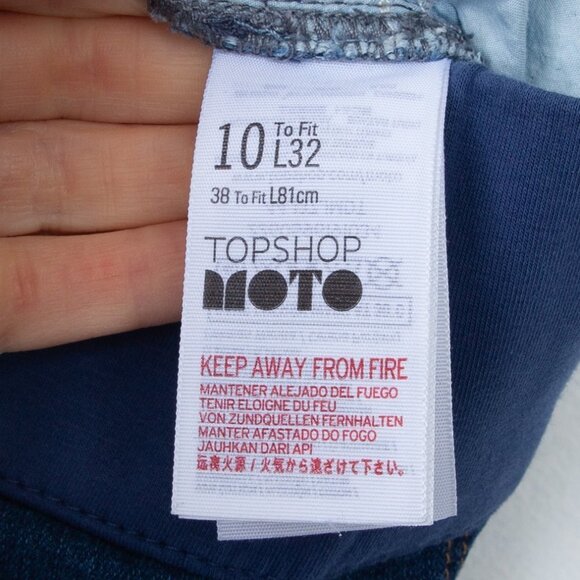 10 To Fit L32
38 To Fit L81cm
TOPSHOP
MOTO
KEEP AWAY FROM FIRE
MANTENER ALEJADO DEL FUEGO
TENIR ELOIGNE DU FEU
VON ZUNDQUELLEN FERNHALTEN
MANTER AFASTADO DO FOGO
JAUHKAN DARI API
远离火源 / 火気から遠ざけて下さい。